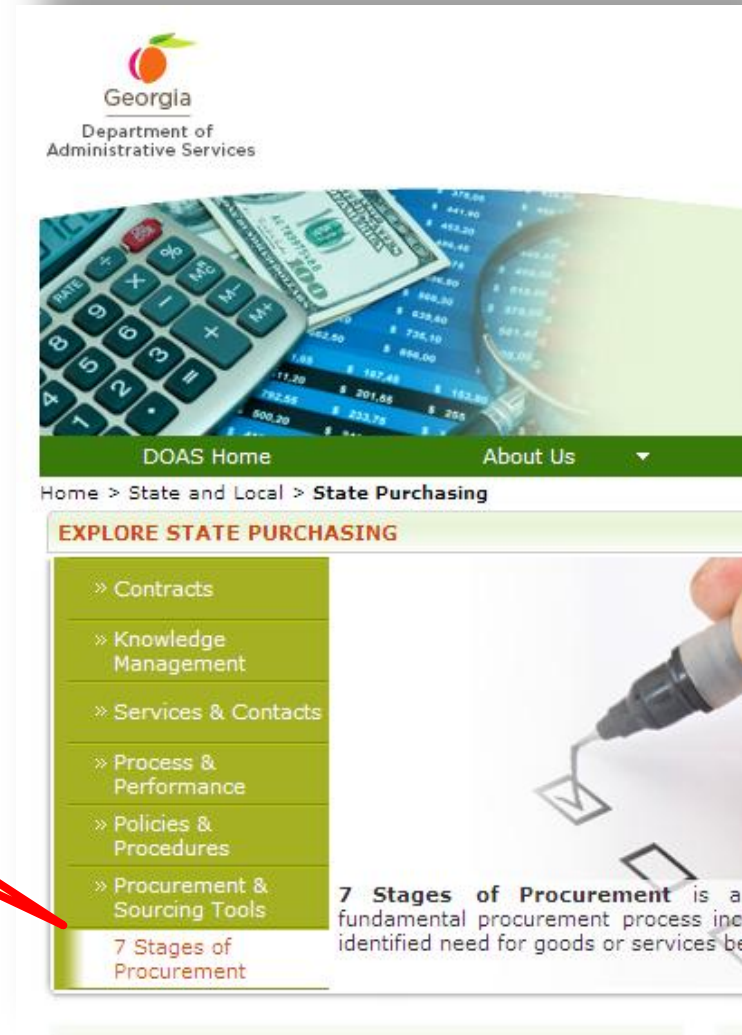 Georgia
Department of
Administrative Services
DOAS Home
About Us
Home > State and Local > State Purchasing
EXPLORE STATE PURCHASING
» Contracts
» Knowledge
Management
» Services & Contacts
» Process &
Performance
» Policies &
Procedures
» Procurement &
Sourcing Tools
7 Stages of
Procurement
7 Stages of Procurement is a
fundamental procurement process inc
identified need for goods or services be